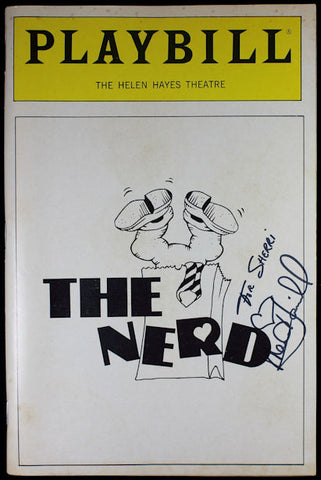 PLAYBILL®
THE HELEN HAYES THEATRE
THE
NERD
For SHERRI